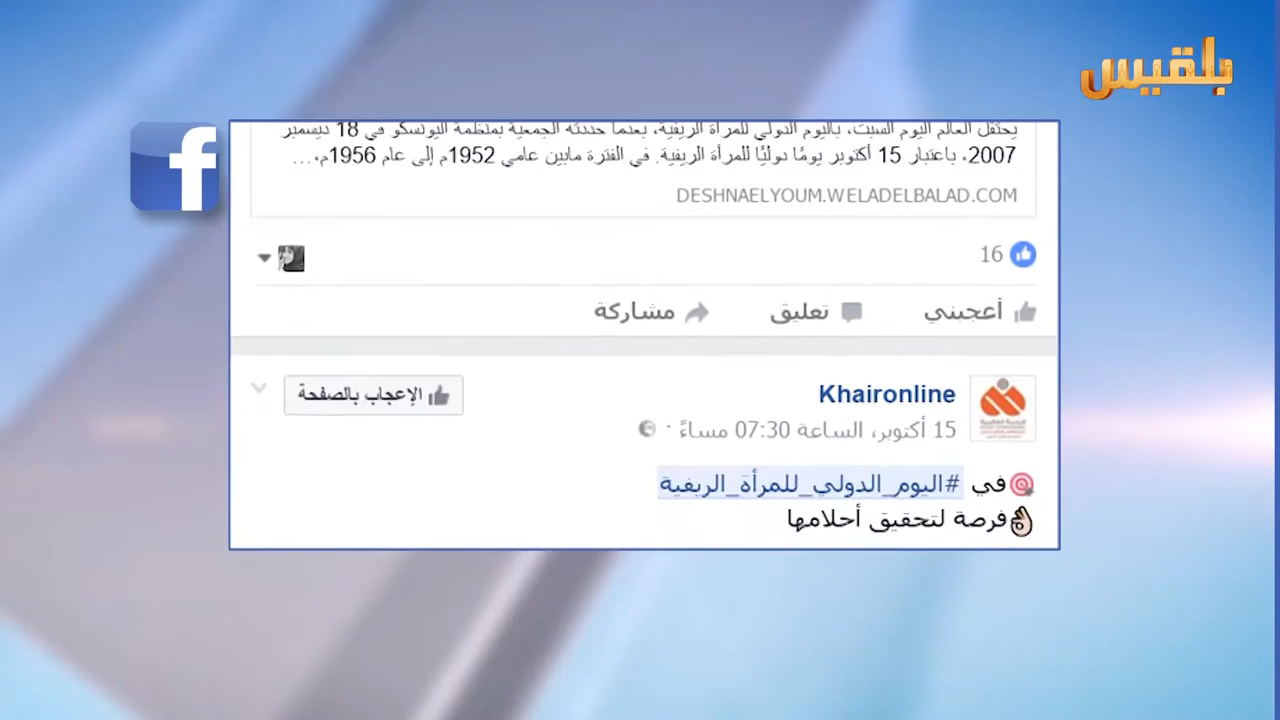 بلقيس
يحتفل العالم اليوم السبت، باليوم الدولي للمرأة الريفية، بعدما حددته الجمعية بمنظمة اليونسكو في 18 ديسمبر
2007، باعتبار 15 أكتوبر يومًا دوليًا للمرأة الريفية. في الفترة مابين عامي 1952م إلى عام 1956م،...
DESHNAELYOUM.WELADELBALAD.COM
16
أعجبني تعليق مشاركة
Khaironline الإعجاب بالصفحة
15 أكتوبر، الساعة 07:30 مساءً ·
في #اليوم_الدولي_للمرأة_الريفية
فرصة لتحقيق أحلامها